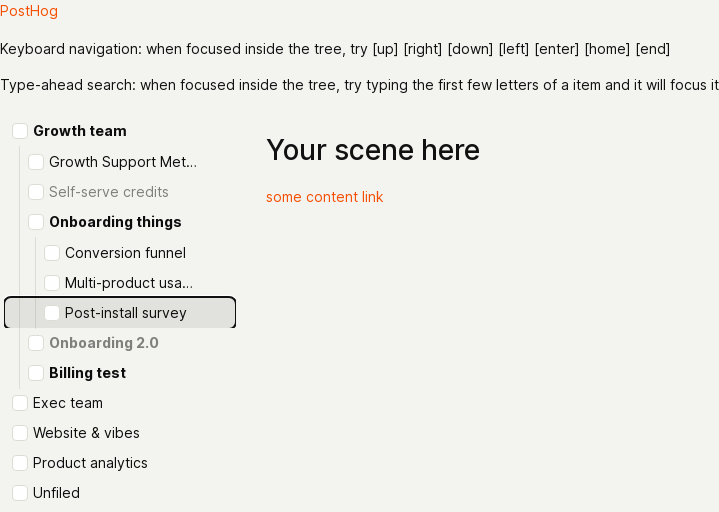 PostHog
Keyboard navigation: when focused inside the tree, try [up] [right] [down] [left] [enter] [home] [end]
Type-ahead search: when focused inside the tree, try typing the first few letters of a item and it will focus it
Growth team
Growth Support Met...
Self-serve credits
Onboarding things
Conversion funnel
Multi-product usa...
Post-install survey
Onboarding 2.0
Billing test
Exec team
Website & vibes
Product analytics
Unfiled
Your scene here
some content link